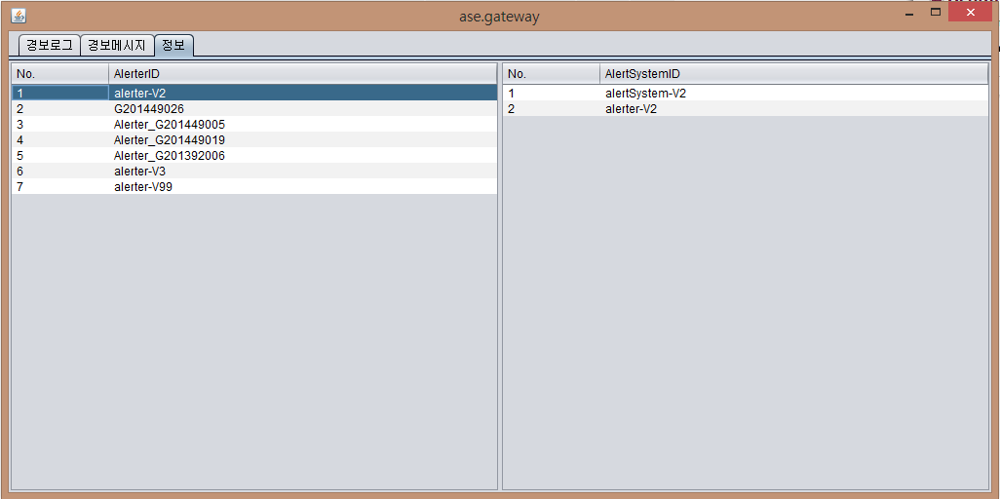 ase.gateway
경보로그 경보메시지 정보
No. AlerterID
1 alerter-V2
2 G201449026
3 Alerter_G201449005
4 Alerter_G201449019
5 Alerter_G201392006
6 alerter-V3
7 alerter-V99
No. AlertSystemID
1 alertSystem-V2
2 alerter-V2